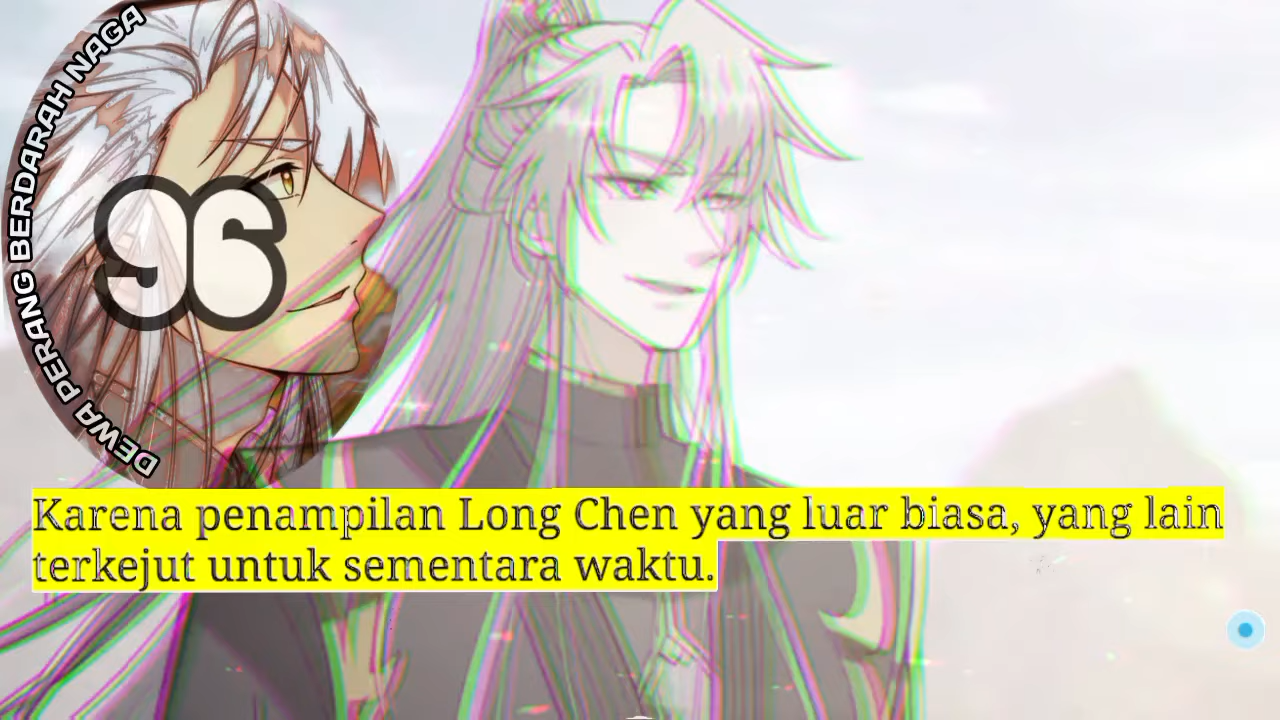 DEWA PERANG BERDARAH NAGA
96
Karena penampilan Long Chen yang luar biasa, yang lain
terkejut untuk sementara waktu.